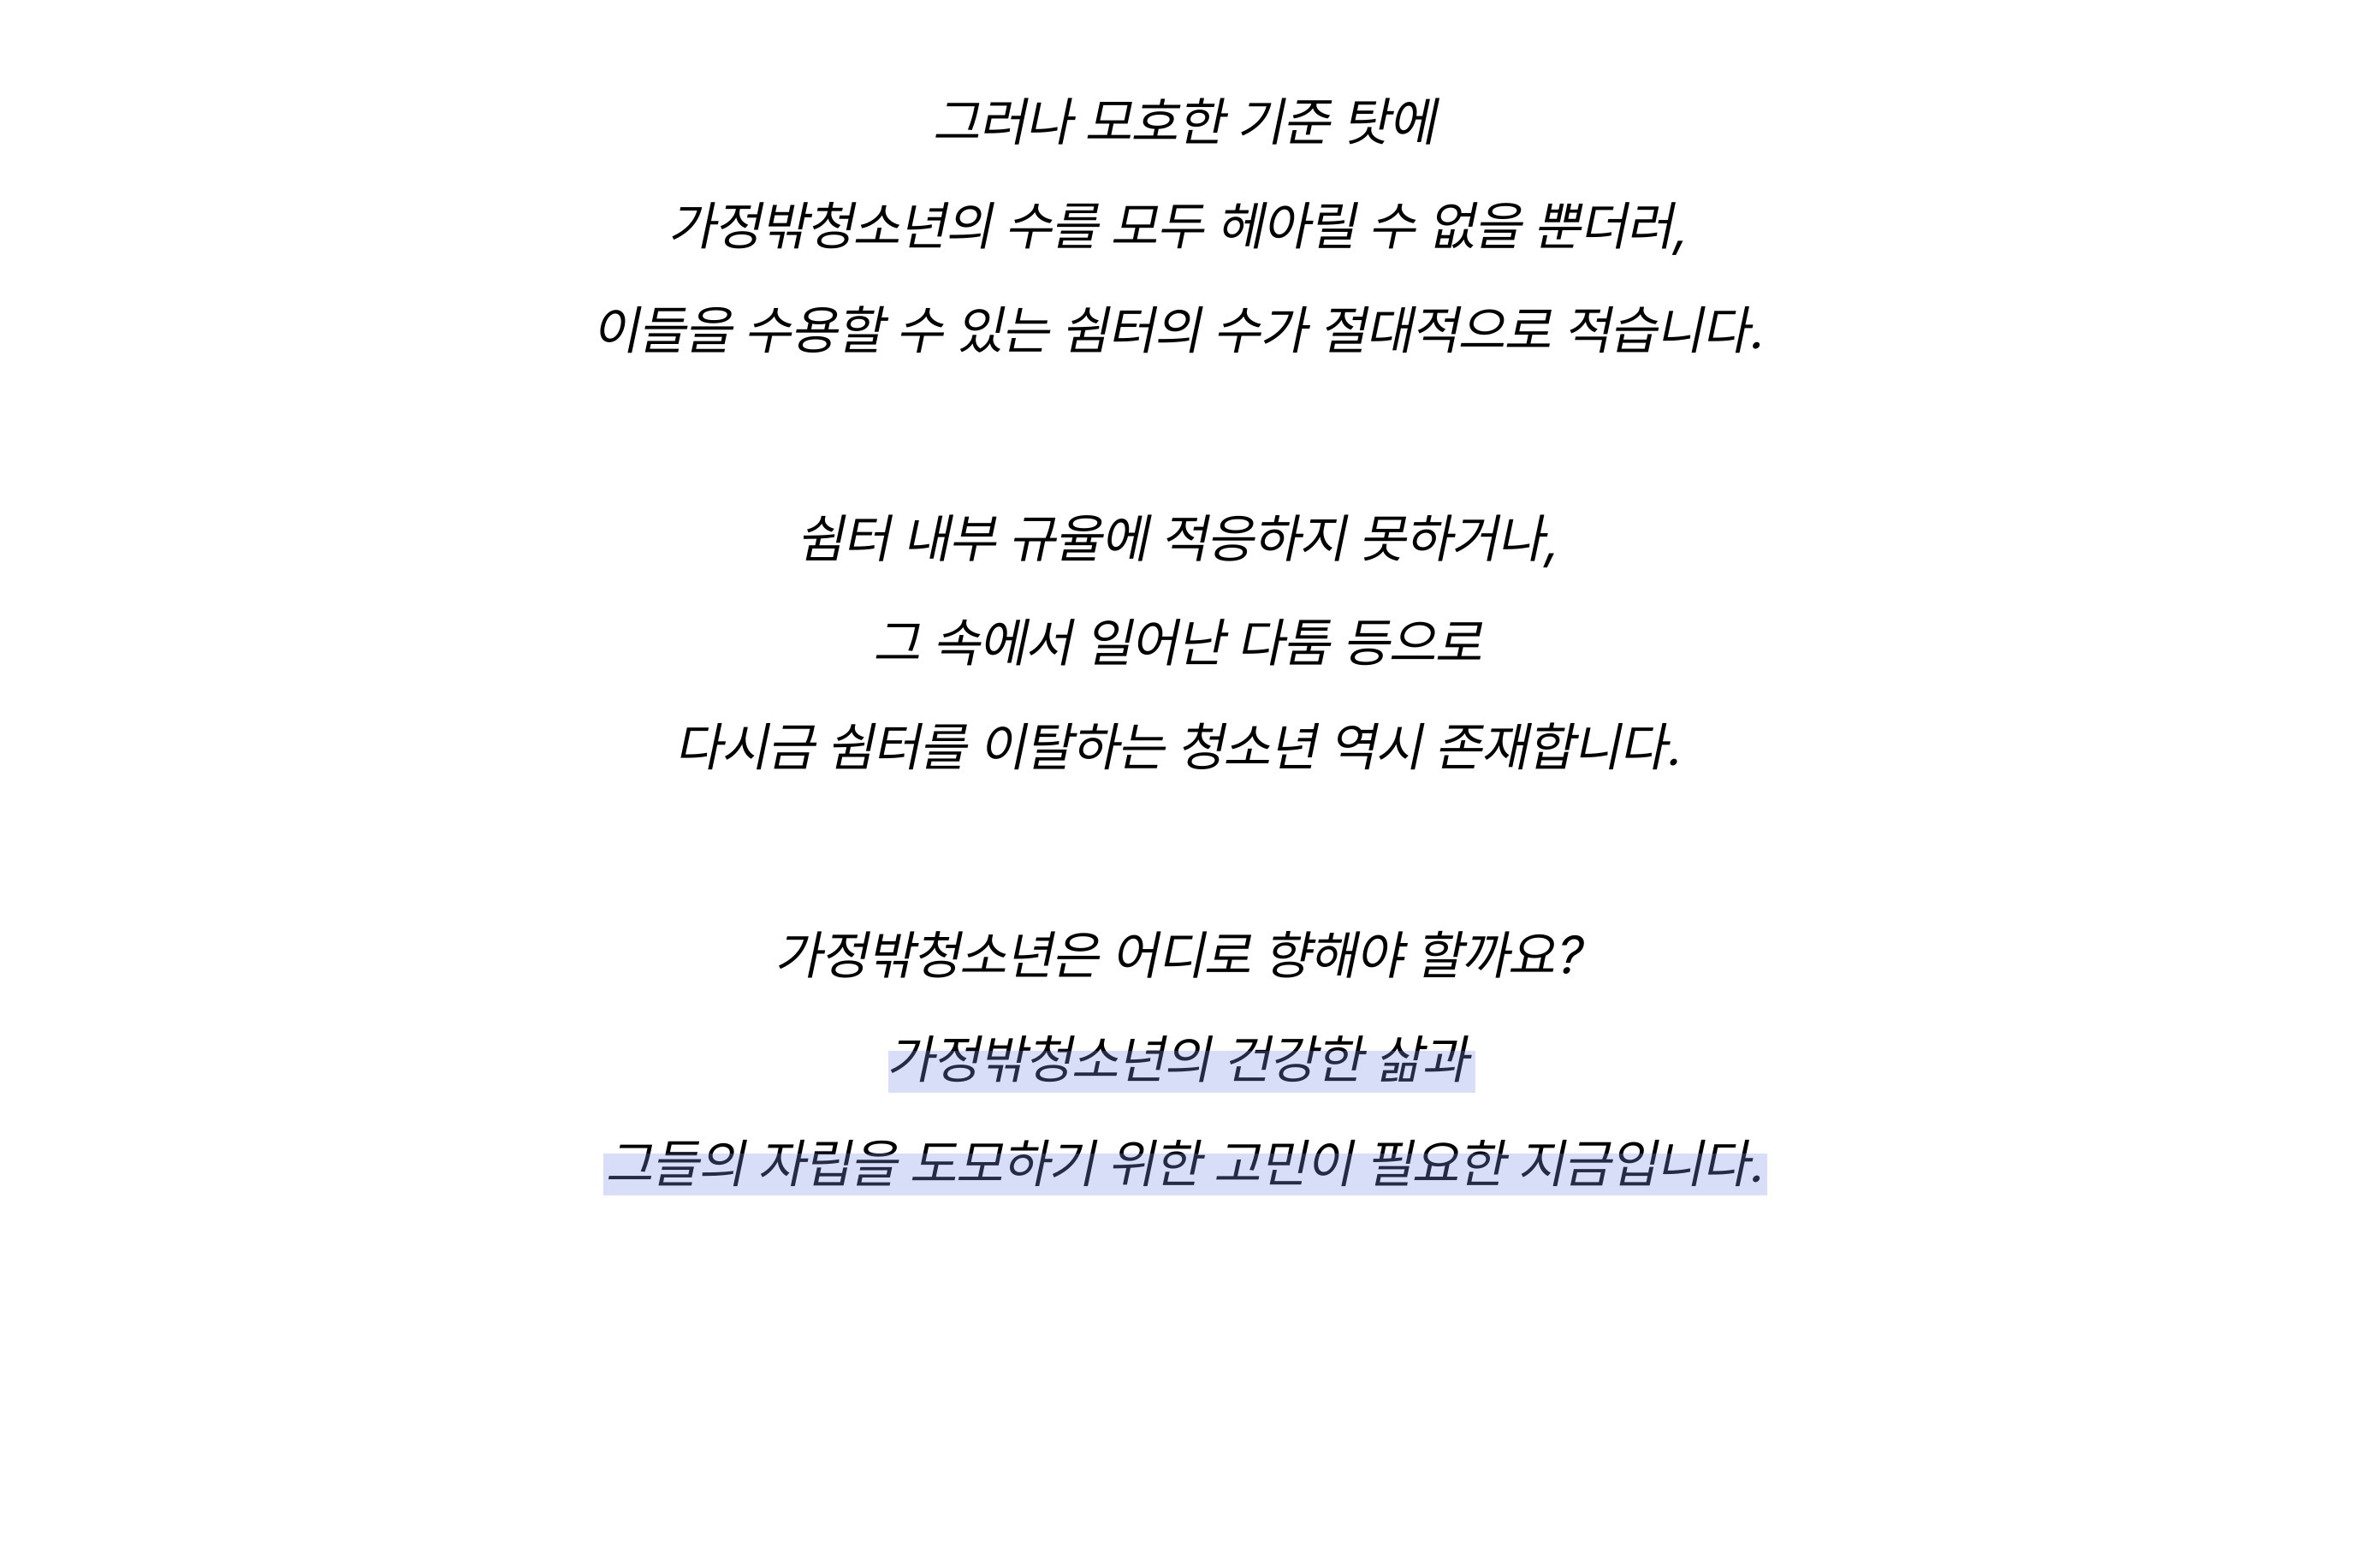 그러나 모호한 기준 탓에
가정밖청소년의 수를 모두 헤아릴 수 없을 뿐더러,
이들을 수용할 수 있는 쉼터의 수가 절대적으로 적습니다.
쉼터 내부 규율에 적응하지 못하거나,
그 속에서 일어난 다툼 등으로
다시금 쉼터를 이탈하는 청소년 역시 존재합니다.
가정밖청소년은 어디로 향해야 할까요?
가정밖청소년의 건강한 삶과
그들의 자립을 도모하기 위한 고민이 필요한 지금입니다.